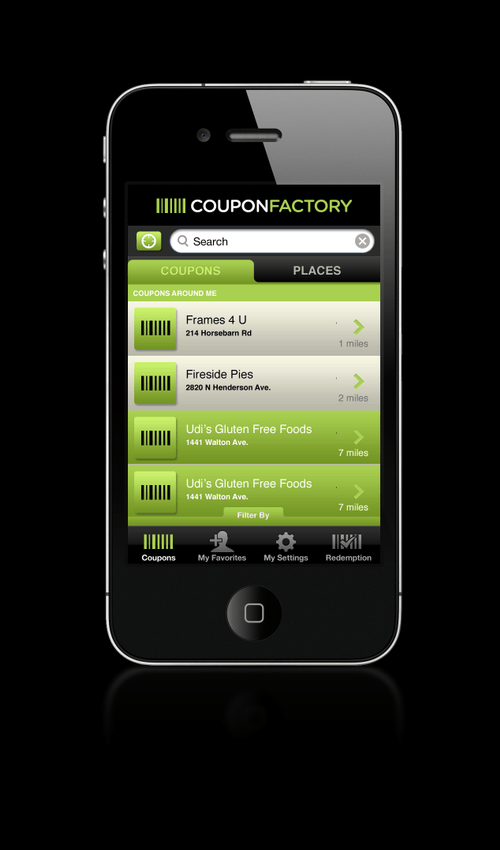 COUPONFACTORY
Search
COUPONS
PLACES
COUPONS AROUND ME
Frames 4 U
214 Horsebarn Rd
1 miles
Fireside Pies
2820 N Henderson Ave.
2 miles
Udi's Gluten Free Foods
1441 Walton Ave.
7 miles
Udi's Gluten Free Foods
1441 Walton Ave.
7 miles
Filter By
Coupons
My Favorites
My Settings
Redemption